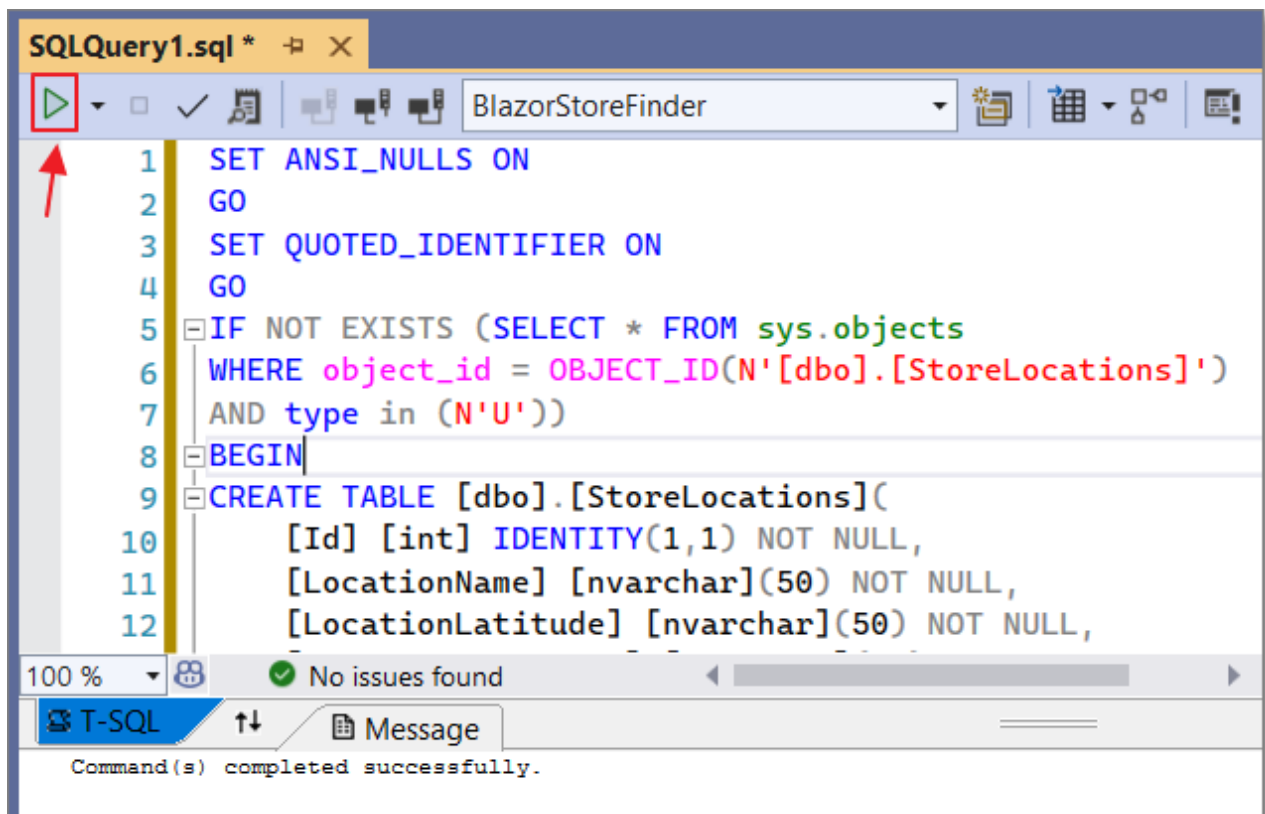 SQLQuery1.sql *
BlazorStoreFinder
1 SET ANSI_NULLS ON
2 GO
3 SET QUOTED_IDENTIFIER ON
4 GO
5 IF NOT EXISTS (SELECT * FROM sys.objects
6 WHERE object_id = OBJECT_ID(N'[dbo].[StoreLocations]')
7 AND type in (N'U'))
8 BEGIN
9 CREATE TABLE [dbo].[StoreLocations](
10 [Id] [int] IDENTITY(1,1) NOT NULL,
11 [LocationName] [nvarchar](50) NOT NULL,
12 [LocationLatitude] [nvarchar](50) NOT NULL,
100 % No issues found
T-SQL Message
Command(s) completed successfully.